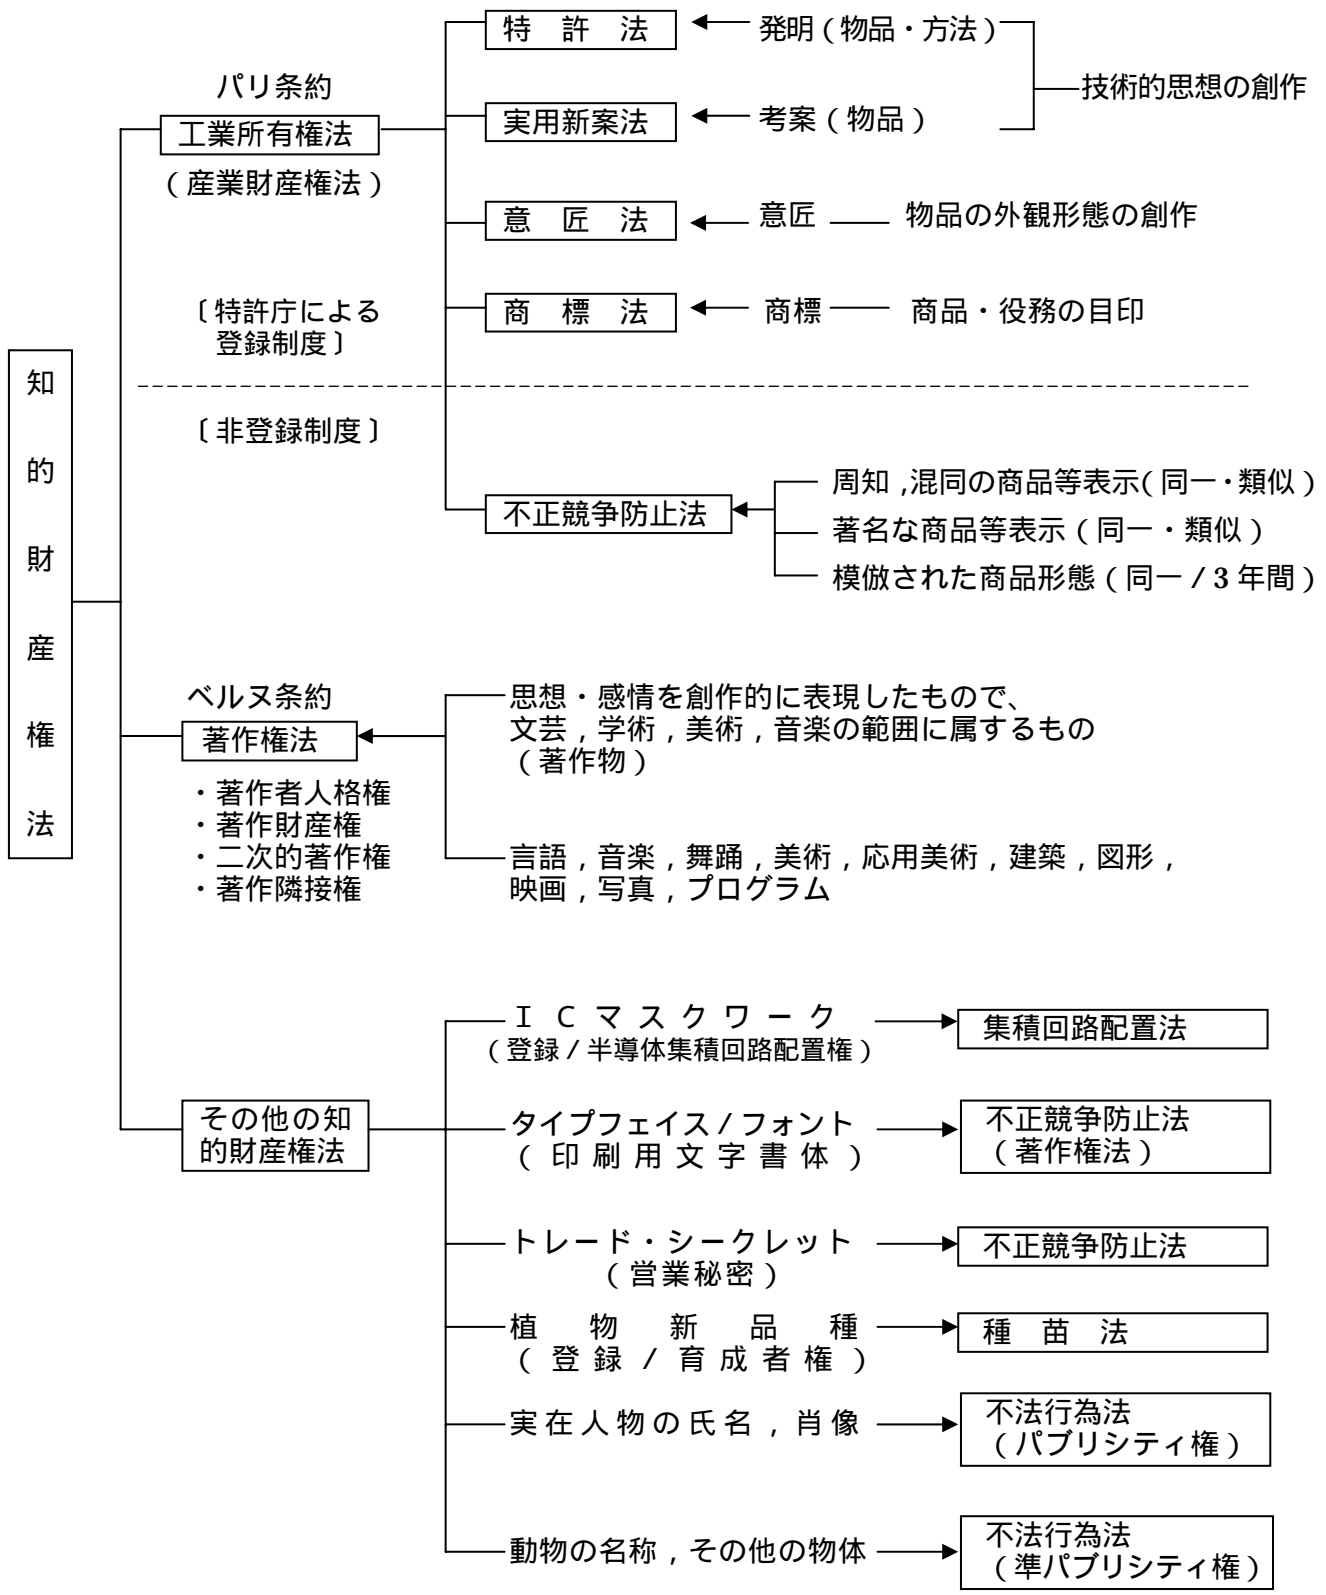 知的財産権法
パリ条約
工業所有権法
（産業財産権法）
〔特許庁による
登録制度〕
〔非登録制度〕
特　許　法
発明（物品・方法）
技術的思想の創作
実用新案法
考案（物品）
意　匠　法
意匠
物品の外観形態の創作
商　標　法
商標
商品・役務の目印
不正競争防止法
周知，混同の商品等表示（同一・類似）
著名な商品等表示（同一・類似）
模倣された商品形態（同一／3年間）
ベルヌ条約
著作権法
・著作者人格権
・著作財産権
・二次的著作権
・著作隣接権
思想・感情を創作的に表現したもので、
文芸，学術，美術，音楽の範囲に属するもの
（著作物）
言語，音楽，舞踊，美術，応用美術，建築，図形，
映画，写真，プログラム
その他の知
的財産権法
ＩＣマスクワーク
（登録／半導体集積回路配置権）
集積回路配置法
タイプフェイス／フォント
（印刷用文字書体）
不正競争防止法
（著作権法）
トレード・シークレット
（営業秘密）
不正競争防止法
植物新品種
（登録／育成者権）
種　苗　法
実在人物の氏名，肖像
不法行為法
（パブリシティ権）
動物の名称，その他の物体
不法行為法
（準パブリシティ権）